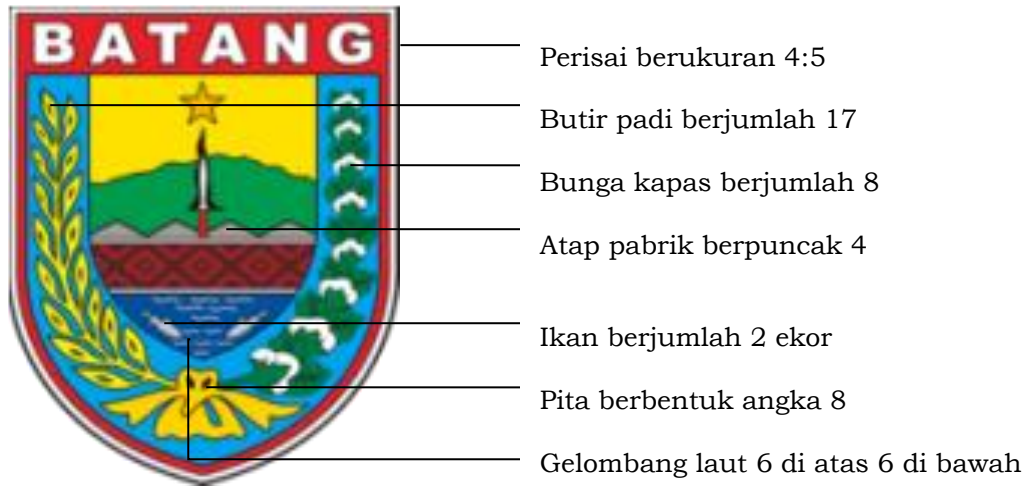 BATANG
Perisai berukuran 4:5
Butir padi berjumlah 17
Bunga kapas berjumlah 8
Atap pabrik berpuncak 4
Ikan berjumlah 2 ekor
Pita berbentuk angka 8
Gelombang laut 6 di atas 6 di bawah